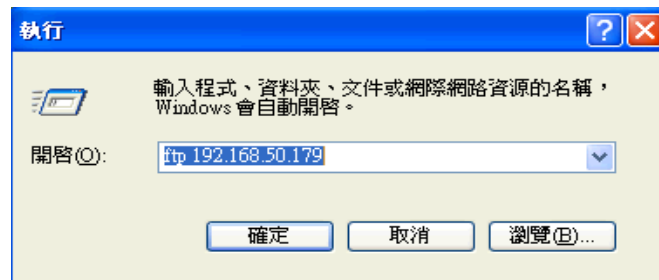 執行
輸入程式、資料夾、文件或網際網路資源的名稱，
Windows 會自動開啓。
開啓(O): ftp 192.168.50.179
確定 取消 瀏覽(B)...